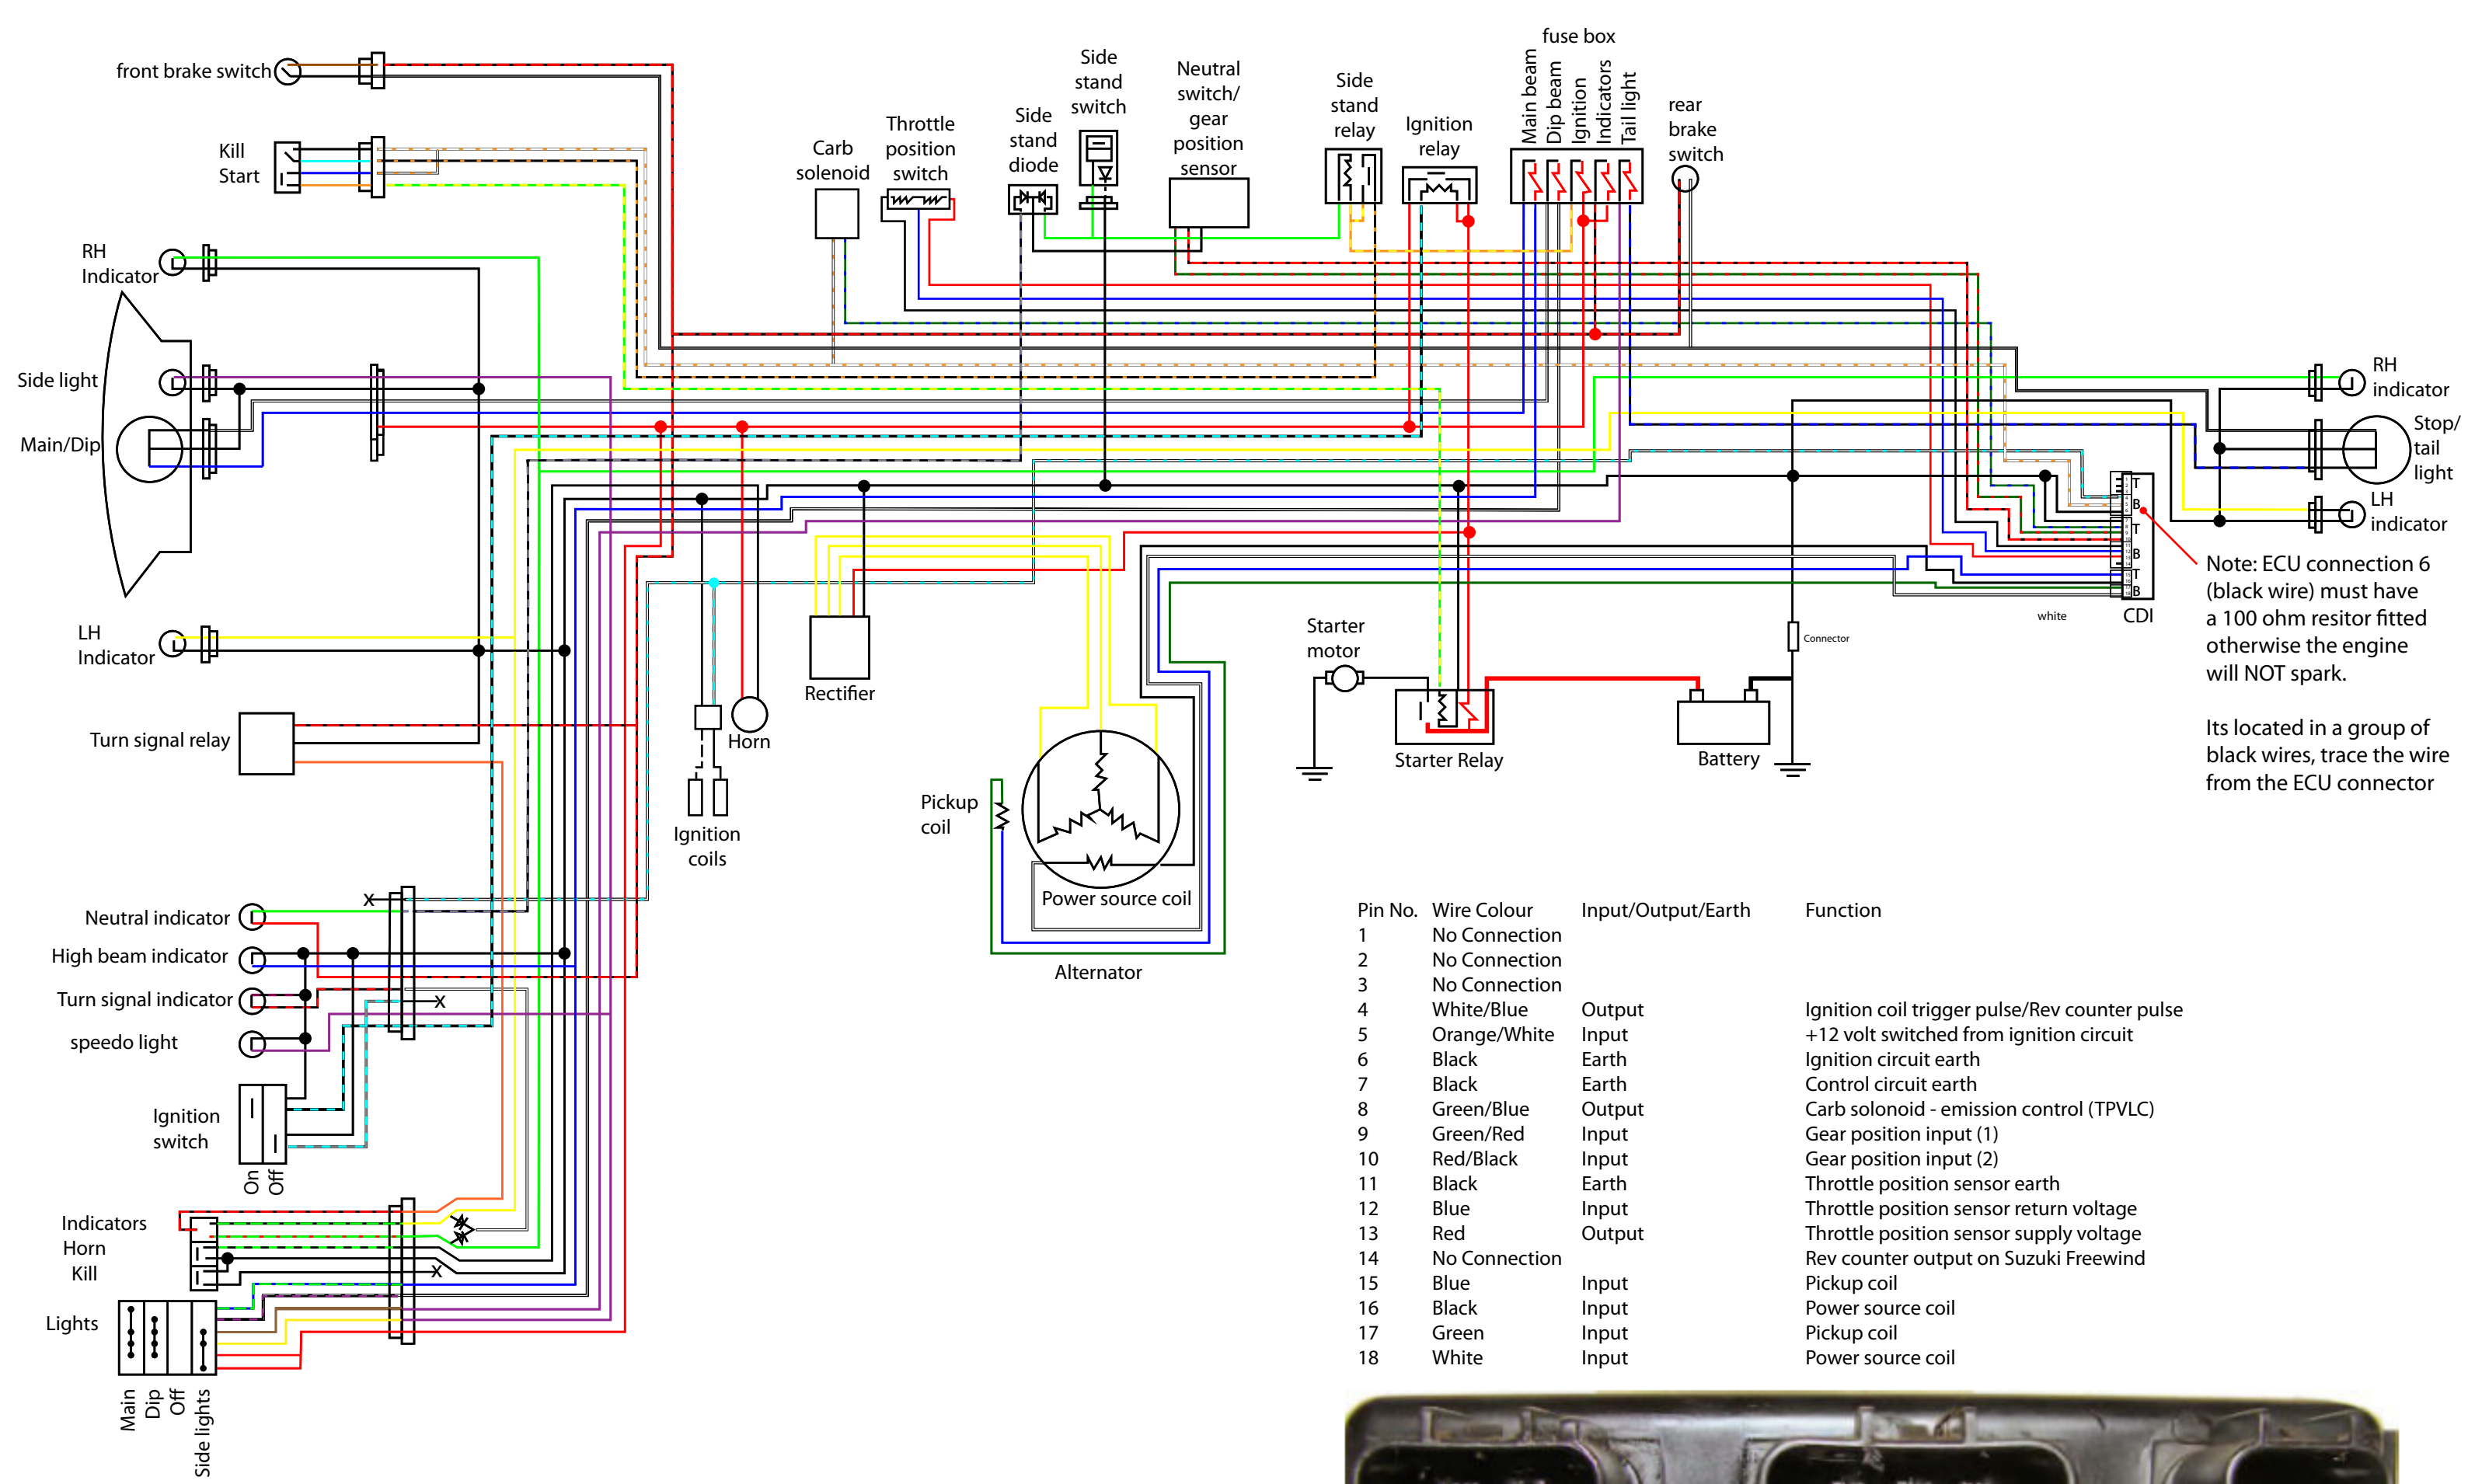 fuse box
front brake switch
Side
stand
switch
Neutral
switch/
gear
position
sensor
Side
stand
relay
Main beam
Dip beam
Ignition
Indicators
Tail light
rear
brake
switch
Kill
Start
Carb
solenoid
Throttle
position
switch
Side
stand
diode
Ignition
relay
RH
Indicator
Side light
Main/Dip
RH
indicator
Stop/
tail
light
LH
indicator
T
B
T
B
T
B
CDI
white
Note: ECU connection 6
(black wire) must have
a 100 ohm resitor fitted
otherwise the engine
will NOT spark.
Its located in a group of
black wires, trace the wire
from the ECU connector
LH
Indicator
Turn signal relay
Horn
Ignition
coils
Rectifier
Starter
motor
Connector
Starter Relay
Battery
Pickup
coil
Power source coil
Alternator
X
Neutral indicator
High beam indicator
Turn signal indicator
X
speedo light
Ignition
switch
On
Off
Indicators
Horn
Kill
X
Lights
Main
Dip
Off
Side lights
Pin No. Wire Colour Input/Output/Earth Function
1 No Connection
2 No Connection
3 No Connection
4 White/Blue Output Ignition coil trigger pulse/Rev counter pulse
5 Orange/White Input +12 volt switched from ignition circuit
6 Black Earth Ignition circuit earth
7 Black Earth Control circuit earth
8 Green/Blue Output Carb solonoid - emission control (TPVLC)
9 Green/Red Input Gear position input (1)
10 Red/Black Input Gear position input (2)
11 Black Earth Throttle position sensor earth
12 Blue Input Throttle position sensor return voltage
13 Red Output Throttle position sensor supply voltage
14 No Connection Rev counter output on Suzuki Freewind
15 Blue Input Pickup coil
16 Black Input Power source coil
17 Green Input Pickup coil
18 White Input Power source coil